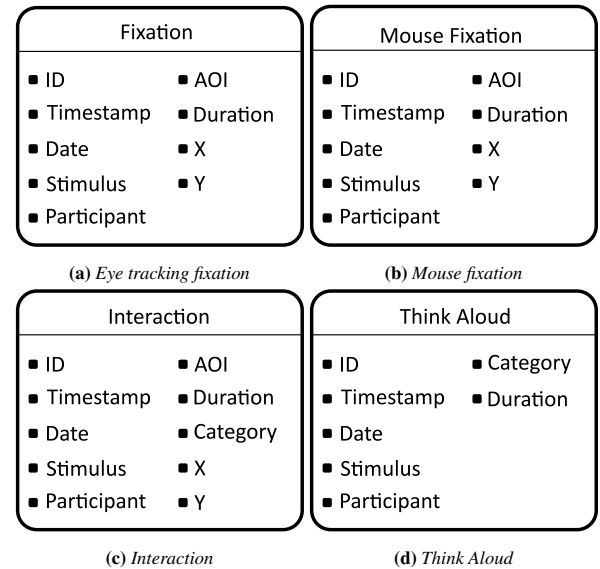 Fixation
ID
Timestamp
Date
Stimulus
Participant
AOI
Duration
X
Y
(a) Eye tracking fixation
Mouse Fixation
ID
Timestamp
Date
Stimulus
Participant
AOI
Duration
X
Y
(b) Mouse fixation
Interaction
ID
Timestamp
Date
Stimulus
Participant
AOI
Duration
Category
X
Y
(c) Interaction
Think Aloud
ID
Timestamp
Date
Stimulus
Participant
Category
Duration
(d) Think Aloud